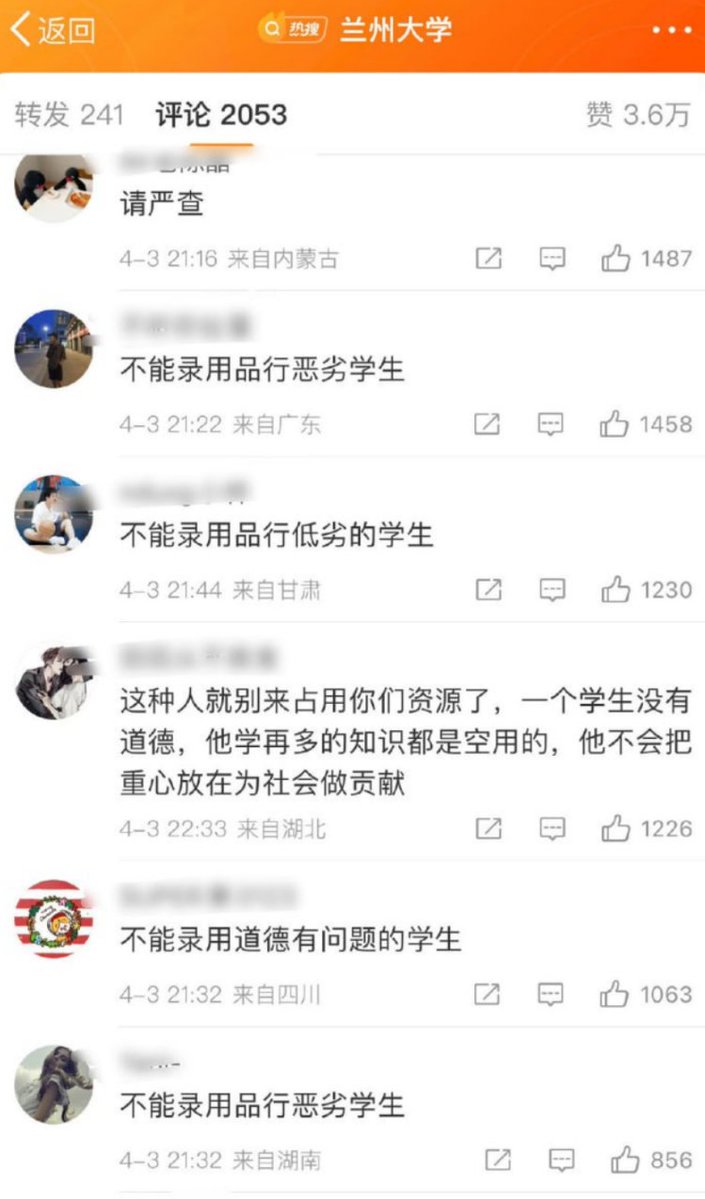 返回
热搜
兰州大学
转发 241
评论 2053
赞 3.6万
请严查
4-3 21:16 来自内蒙古
1487
不能录用品行恶劣学生
4-3 21:22 来自广东
1458
不能录用品行低劣的学生
4-3 21:44 来自甘肃
1230
这种人就别来占用你们资源了，一个学生没有
道德，他学再多的知识都是空用的，他不会把
重心放在为社会做贡献
4-3 22:33 来自湖北
1226
不能录用道德有问题的学生
4-3 21:32 来自四川
1063
不能录用品行恶劣学生
4-3 21:32 来自湖南
856